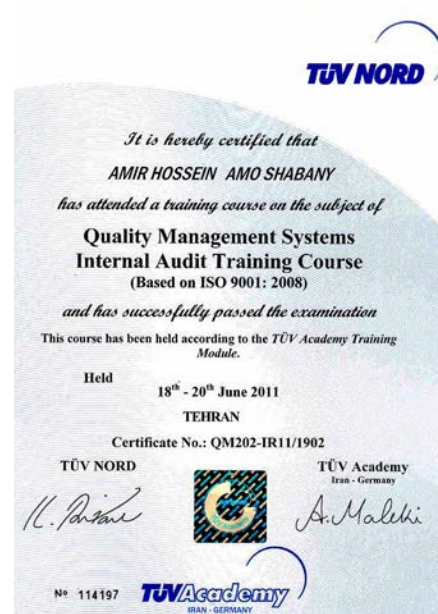 TÜV NORD
It is hereby certified that
AMIR HOSSEIN AMO SHABANY
has attended a training course on the subject of
Quality Management Systems
Internal Audit Training Course
(Based on ISO 9001: 2008)
and has successfully passed the examination
This course has been held according to the TÜV Academy Training
Module.
Held
18th - 20th June 2011
TEHRAN
Certificate No.: QM202-IR11/1902
TÜV NORD
TÜV Academy
Iran - Germany
A. Maleki
Nº 114197
TÜVAcademy
IRAN - GERMANY